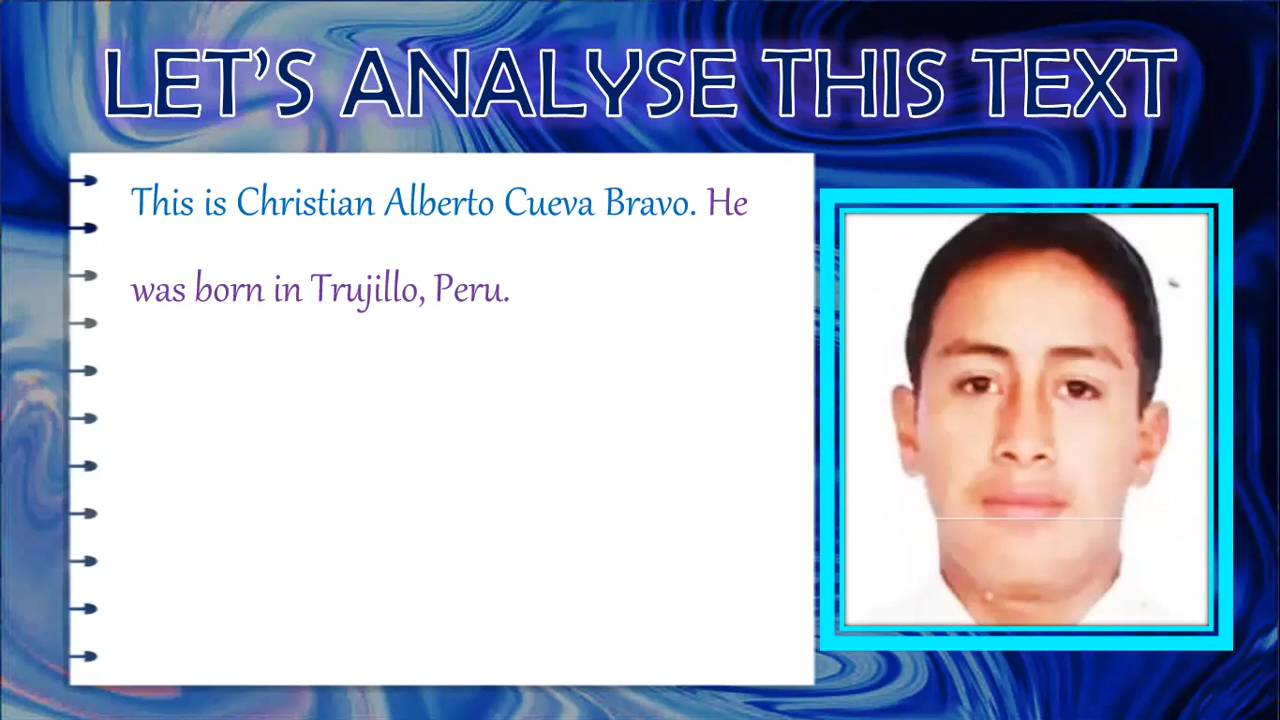 LET'S ANALYSE THIS TEXT
This is Christian Alberto Cueva Bravo. He
was born in Trujillo, Peru.